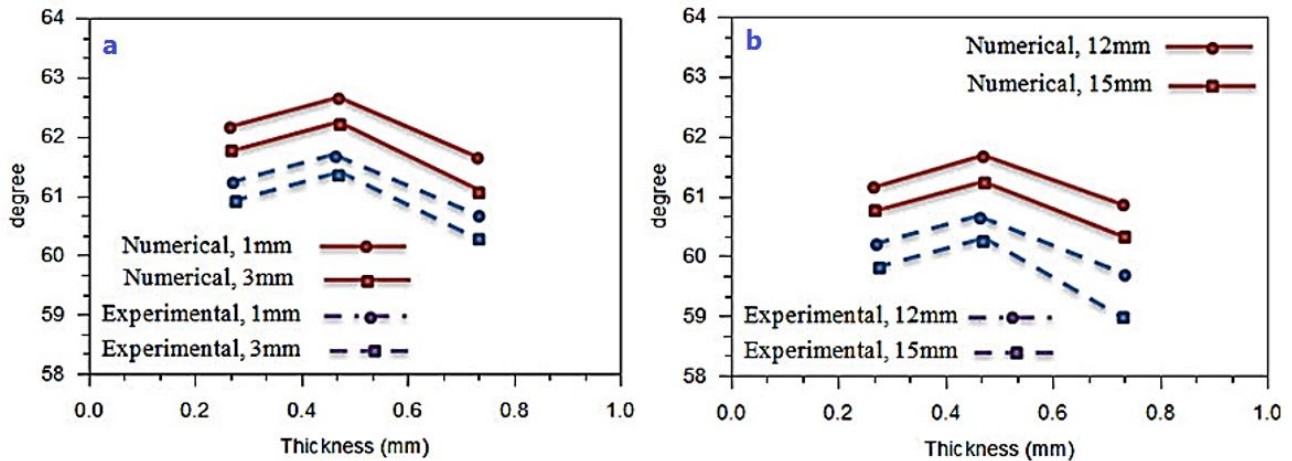 a
64
63
62
61
60
59
58
degree
Numerical, 1mm
Numerical, 3mm
Experimental, 1mm
Experimental, 3mm
0.0 0.2 0.4 0.6 0.8 1.0
Thickness (mm)
b
64
63
62
61
60
59
58
degree
Numerical, 12mm
Numerical, 15mm
Experimental, 12mm
Experimental, 15mm
0.0 0.2 0.4 0.6 0.8 1.0
Thickness (mm)